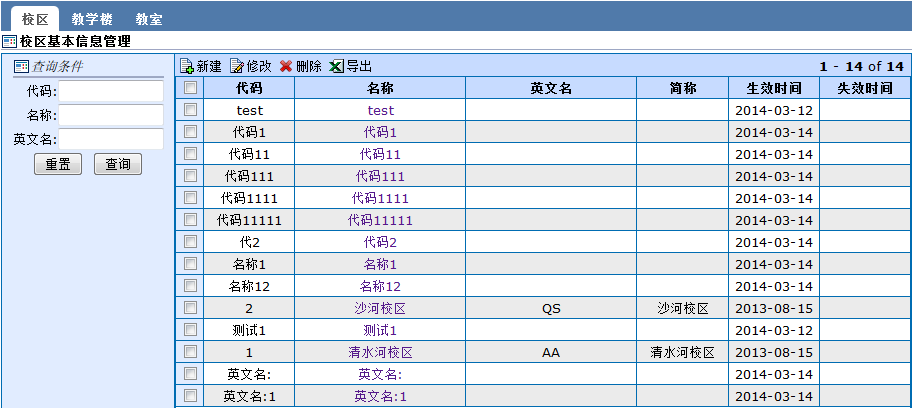 校区 教学楼 教室
校区基本信息管理
查询条件
代码:
名称:
英文名:
重置 查询
新建 修改 删除 导出 1 - 14 of 14
代码 名称 英文名 简称 生效时间 失效时间
test test 2014-03-12
代码1 代码1 2014-03-14
代码11 代码11 2014-03-14
代码111 代码111 2014-03-14
代码1111 代码1111 2014-03-14
代码11111 代码11111 2014-03-14
代2 代码2 2014-03-14
名称1 名称1 2014-03-14
名称12 名称12 2014-03-14
2 沙河校区 QS 沙河校区 2013-08-15
测试1 测试1 2014-03-12
1 清水河校区 AA 清水河校区 2013-08-15
英文名: 英文名: 2014-03-14
英文名:1 英文名:1 2014-03-14